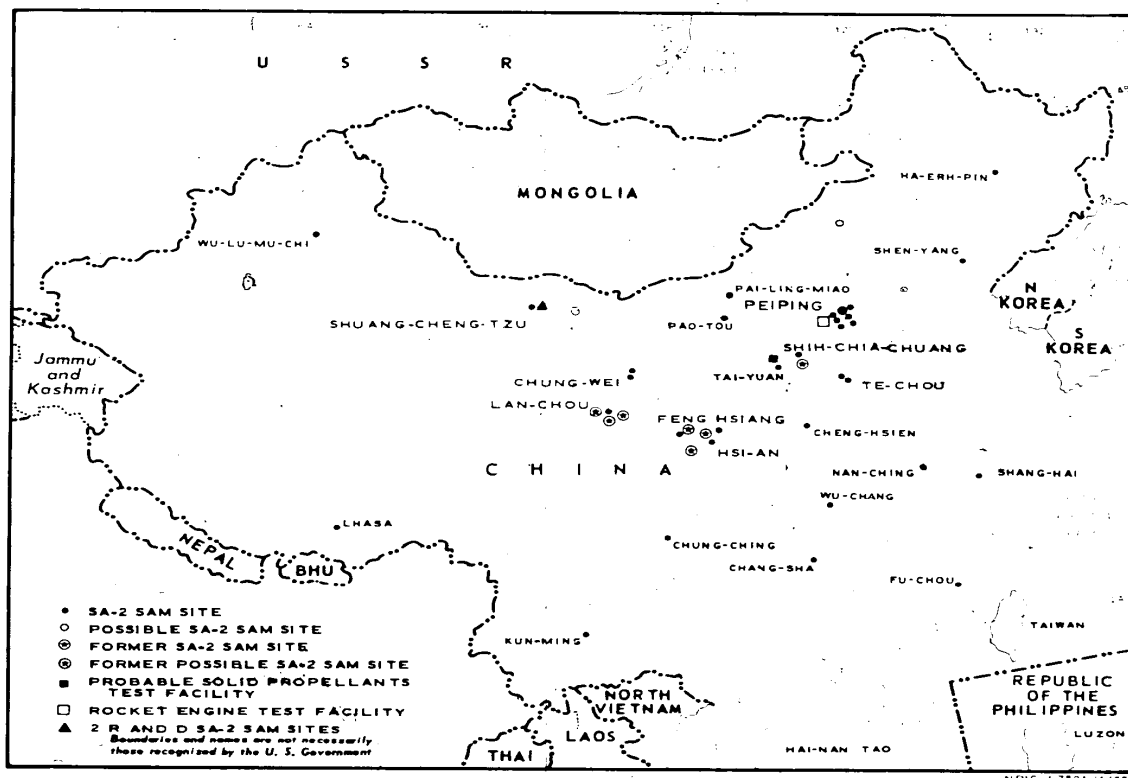 U S S R
MONGOLIA
HA-ERH-PIN
WU-LU-MU-CHI
SHEN-YANG
PAI-LING-MIAO
PEIPING
N
KOREA
SHUANG-CHENG-TZU
PAO-TOU
S
KOREA
SHIH-CHIA-CHUANG
Jammu
and
Kashmir
CHUNG-WEI
TAI-YUAN
TE-CHOU
LAN-CHOU
FENG HSIANG
CHENG-HSIEN
HSI-AN
CHINA
NAN-CHING
SHANG-HAI
WU-CHANG
LHASA
NEPAL
BHU
CHUNG-CHING
CHANG-SHA
FU-CHOU
TAIWAN
KUN-MING
SA-2 SAM SITE
POSSIBLE SA-2 SAM SITE
FORMER SA-2 SAM SITE
FORMER POSSIBLE SA-2 SAM SITE
PROBABLE SOLID PROPELLANTS
TEST FACILITY
ROCKET ENGINE TEST FACILITY
2 R AND D SA-2 SAM SITES
Boundaries and names are not necessarily
those recognized by the U. S. Government
NORTH
VIETNAM
LAOS
THAI
HAI-NAN TAO
REPUBLIC
OF THE
PHILIPPINES
LUZON